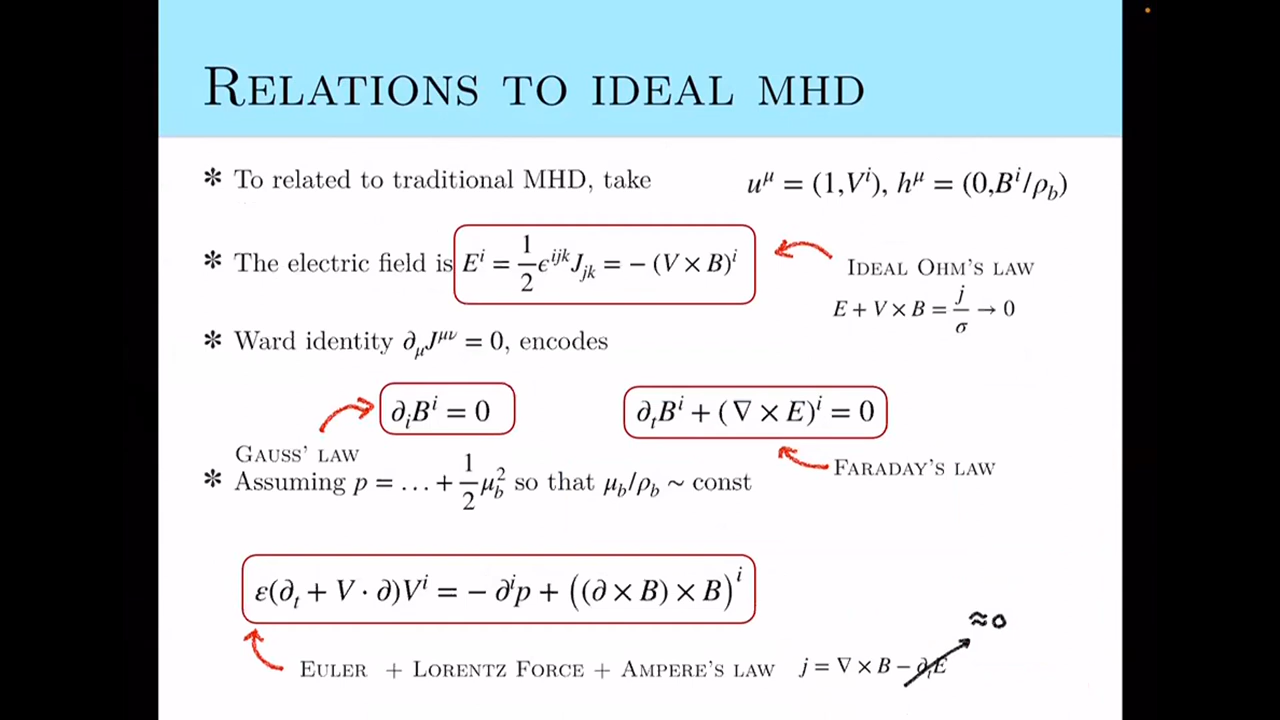 RELATIONS TO IDEAL MHD
* To related to traditional MHD, take u^μ = (1,V^i), h^μ = (0,B^i/ρ_b)
* The electric field is E^i = 1/2 ϵ^{ijk} J_{jk} = − (V × B)^i
IDEAL OHM'S LAW
E + V × B = j/σ → 0
* Ward identity ∂_μ J^{μν} = 0, encodes
∂_i B^i = 0 ∂_t B^i + (∇ × E)^i = 0
GAUSS' LAW
FARADAY'S LAW
* Assuming p = … + 1/2 μ_b^2 so that μ_b/ρ_b ~ const
ε(∂_t + V · ∂)V^i = − ∂^i p + ((∂ × B) × B)^i
≈0
EULER + LORENTZ FORCE + AMPERE'S LAW j = ∇ × B − ∂_t E